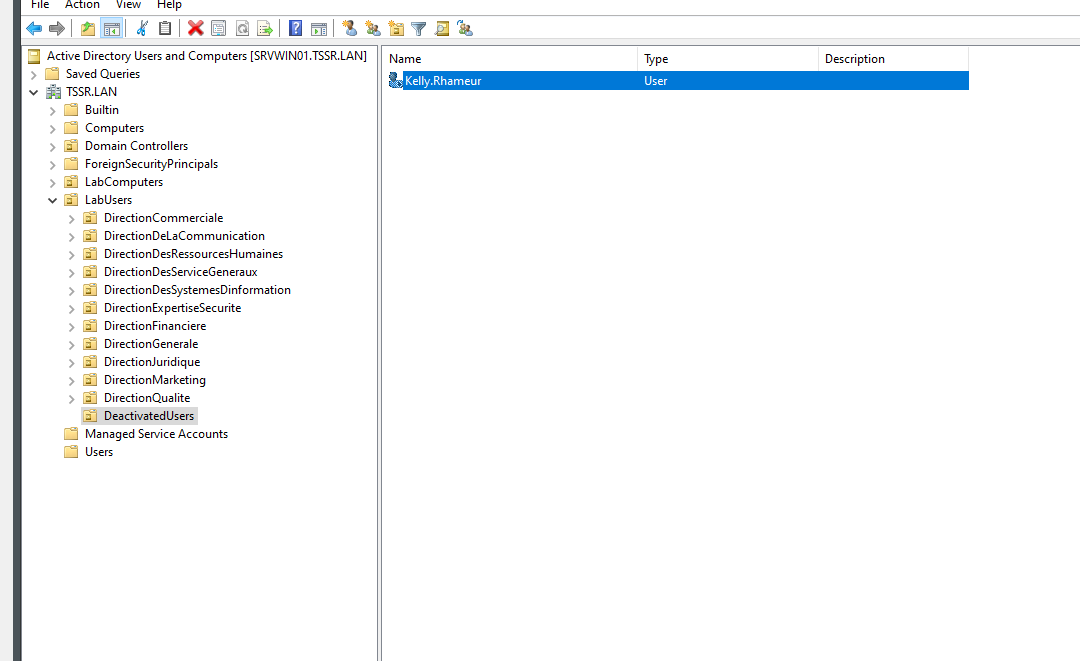 File Action View Help
Active Directory Users and Computers [SRVWIN01.TSSR.LAN]
Saved Queries
TSSR.LAN
Builtin
Computers
Domain Controllers
ForeignSecurityPrincipals
LabComputers
LabUsers
DirectionCommerciale
DirectionDeLaCommunication
DirectionDesRessourcesHumaines
DirectionDesServiceGeneraux
DirectionDesSystemesDinformation
DirectionExpertiseSecurite
DirectionFinanciere
DirectionGenerale
DirectionJuridique
DirectionMarketing
DirectionQualite
DeactivatedUsers
Managed Service Accounts
Users
Name Type Description
Kelly.Rhameur User